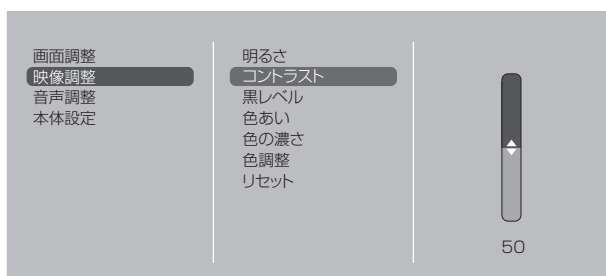 画面調整
映像調整
音声調整
本体設定
明るさ
コントラスト
黒レベル
色あい
色の濃さ
色調整
リセット
50